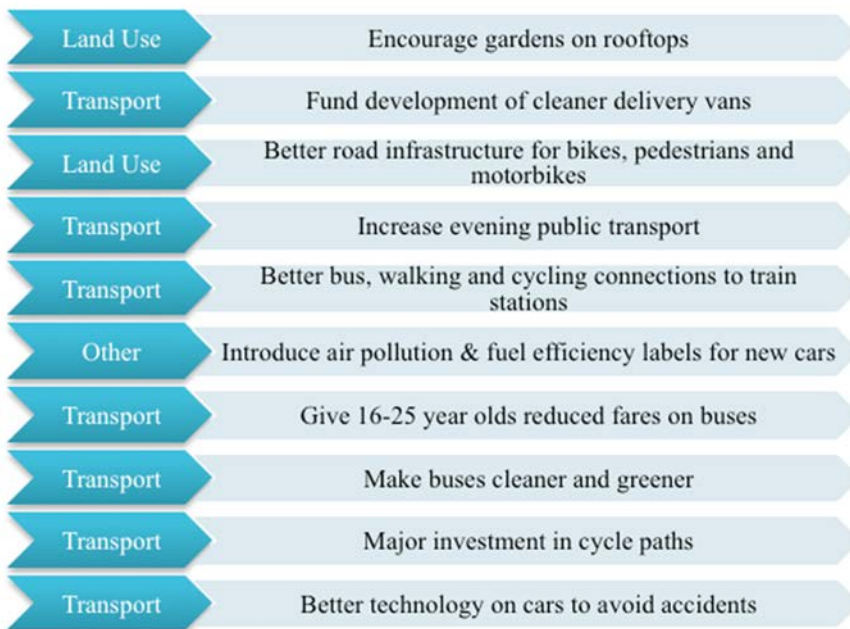 Land Use
Encourage gardens on rooftops
Transport
Fund development of cleaner delivery vans
Land Use
Better road infrastructure for bikes, pedestrians and
motorbikes
Transport
Increase evening public transport
Transport
Better bus, walking and cycling connections to train
stations
Other
Introduce air pollution & fuel efficiency labels for new cars
Transport
Give 16-25 year olds reduced fares on buses
Transport
Make buses cleaner and greener
Transport
Major investment in cycle paths
Transport
Better technology on cars to avoid accidents